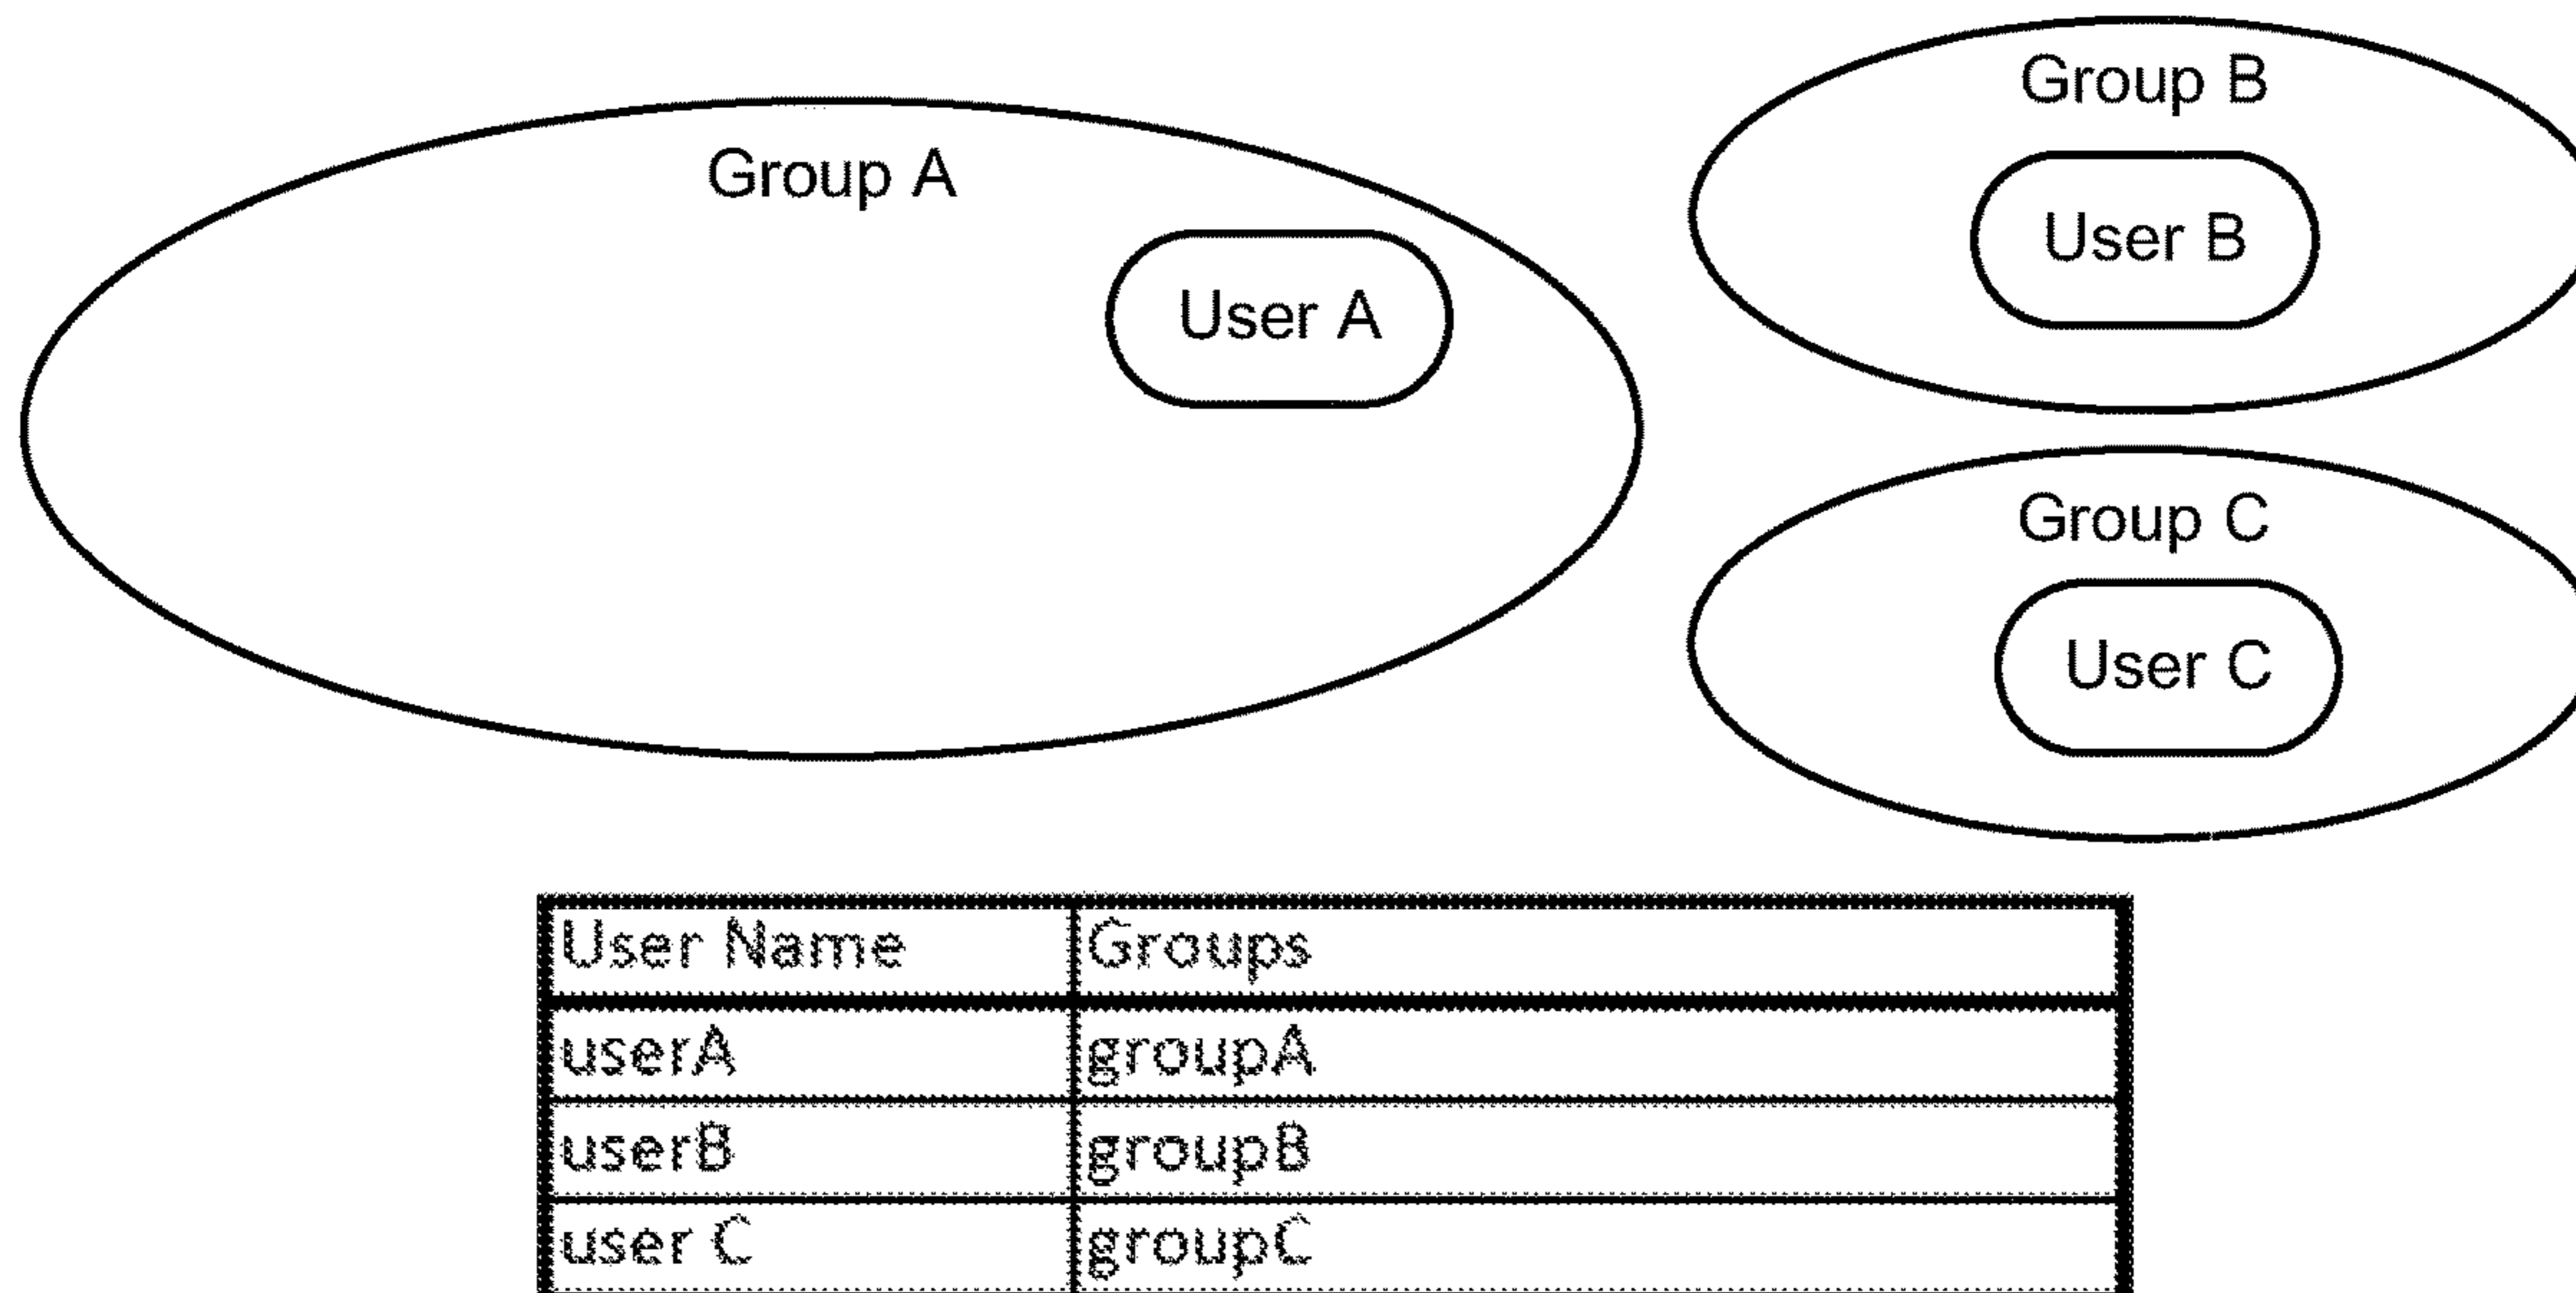 Group A
User A
Group B
User B
Group C
User C
User Name Groups
userA groupA
userB groupB
user C groupC